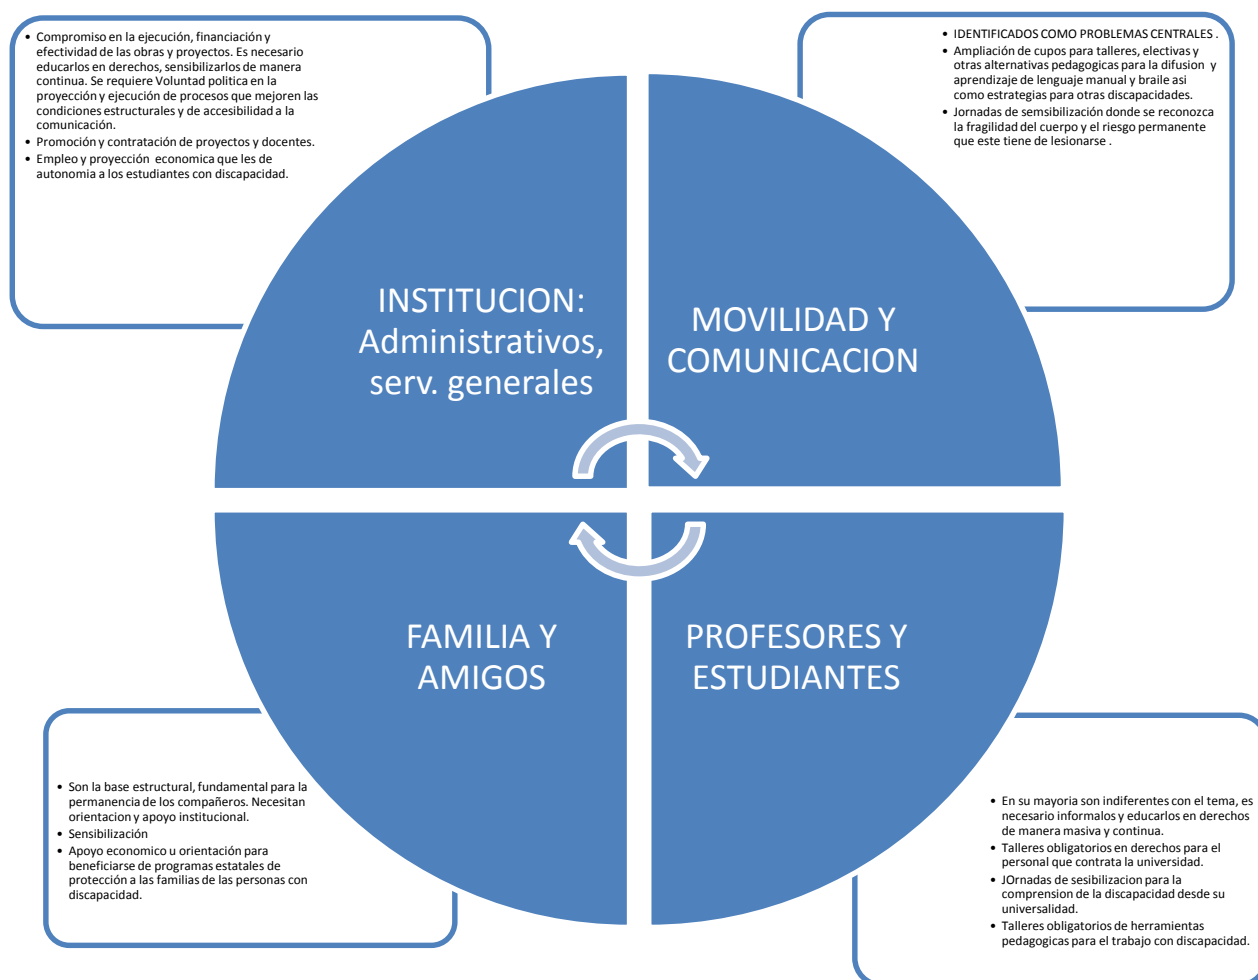 • Compromiso en la ejecución, financiación y
efectividad de las obras y proyectos. Es necesario
educarlos en derechos, sensibilizarlos de manera
continua. Se requiere Voluntad politica en la
proyección y ejecución de procesos que mejoren las
condiciones estructurales y de accesibilidad a la
comunicación.
• Promoción y contratación de proyectos y docentes.
• Empleo y proyección economica que les de
autonomia a los estudiantes con discapacidad.
• IDENTIFICADOS COMO PROBLEMAS CENTRALES .
• Ampliación de cupos para talleres, electivas y
otras alternativas pedagogicas para la difusion y
aprendizaje de lenguaje manual y braile asi
como estrategias para otras discapacidades.
• Jornadas de semsibilización donde se reconozca
la fragilidad del cuerpo y el riesgo permanente
que este tiene de lesionarse .
INSTITUCION:
Administrativos,
serv. generales
MOVILIDAD Y
COMUNICACION
FAMILIA Y
AMIGOS
PROFESORES Y
ESTUDIANTES
• Son la base estructural, fundamental para la
permanencia de los compañeros. Necesitan
orientacion y apoyo institucional.
• Sensibilización
• Apoyo economico u orientación para
beneficiarse de programas estatales de
protección a las familias de las personas con
discapacidad.
• En su mayoria son indiferentes con el tema, es
necesario informalos y educarlos en derechos
de manera masiva y continua.
• Talleres obligatorios en derechos para el
personal que contrata la universidad.
• JOrnadas de sesibilizacion para la
comprension de la discapacidad desde su
universalidad.
• Talleres obligatorios de herramientas
pedagogicas para el trabajo con discapacidad.